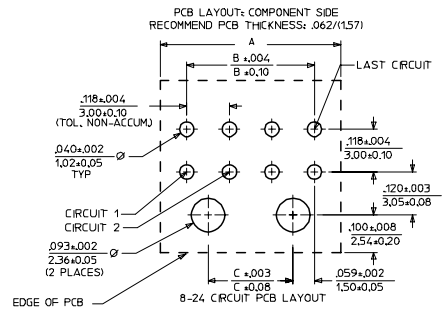 PCB LAYOUT: COMPONENT SIDE
RECOMMEND PCB THICKNESS: .062/(1.57)
A
B ±.004
B ±0.10
LAST CIRCUIT
.118±.004
3.00±0.10
(TOL. NON-ACCUM.)
.040±.002
1.02±0.05
Ø
TYP
.118±.004
3.00±0.10
CIRCUIT 1
CIRCUIT 2
.120±.003
3.05±0.08
.093±.002
2.36±0.05
Ø
(2 PLACES)
.100±.008
2.54±0.20
C ±.003
C ±0.08
.059±.002
1.50±0.05
EDGE OF PCB
8-24 CIRCUIT PCB LAYOUT